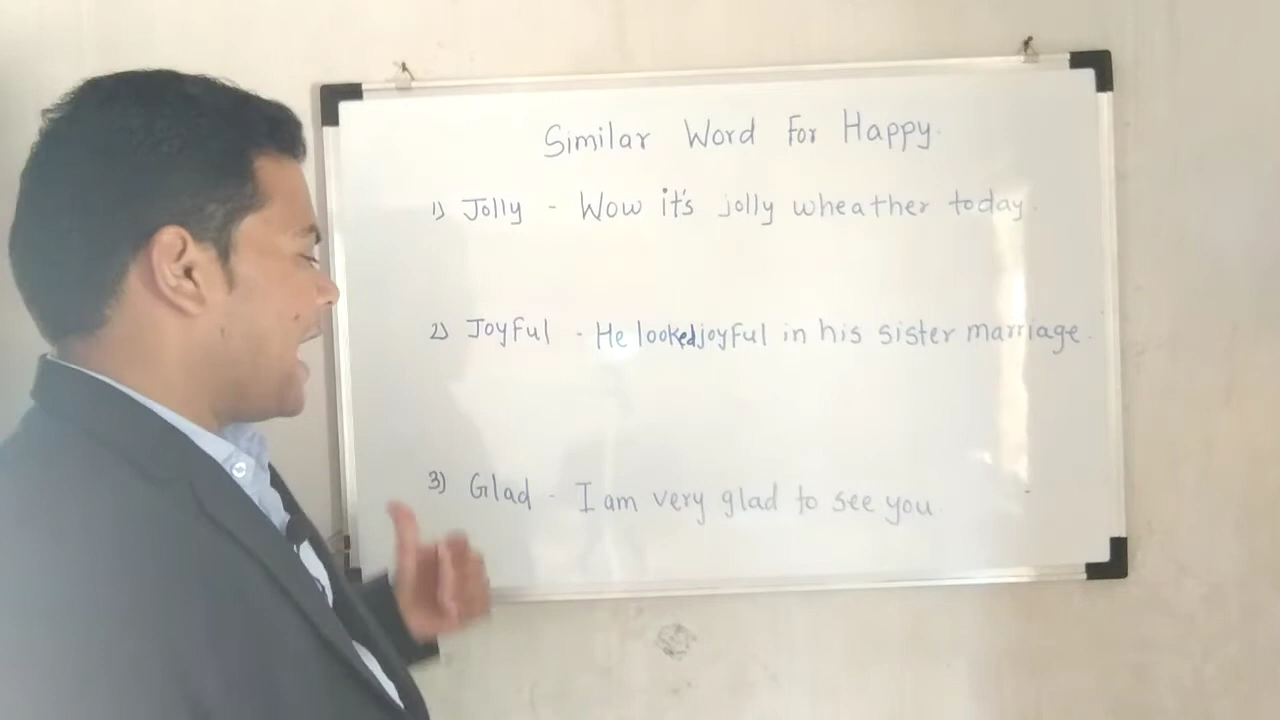 Similar Word For Happy.
1) Jolly - Wow it's jolly wheather today.
2) Joyful - He looked joyful in his sister marriage.
3) Glad - I am very glad to see you.